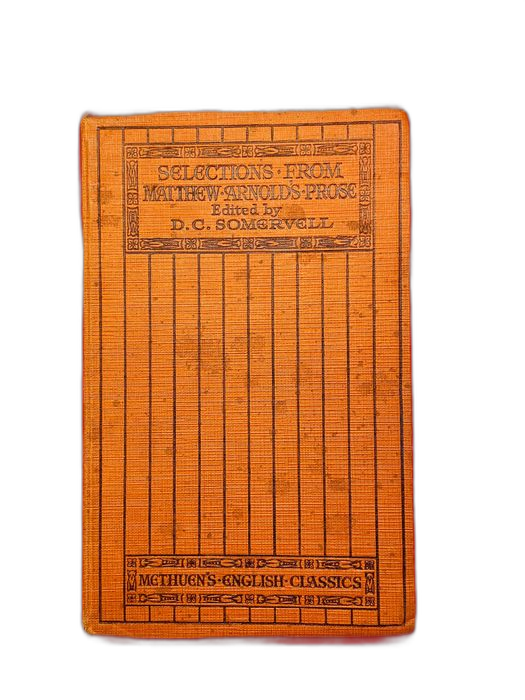 SELECTIONS · FROM
MATTHEW · ARNOLD'S · PROSE
Edited by
D. C. SOMERVELL
METHUEN'S · ENGLISH · CLASSICS